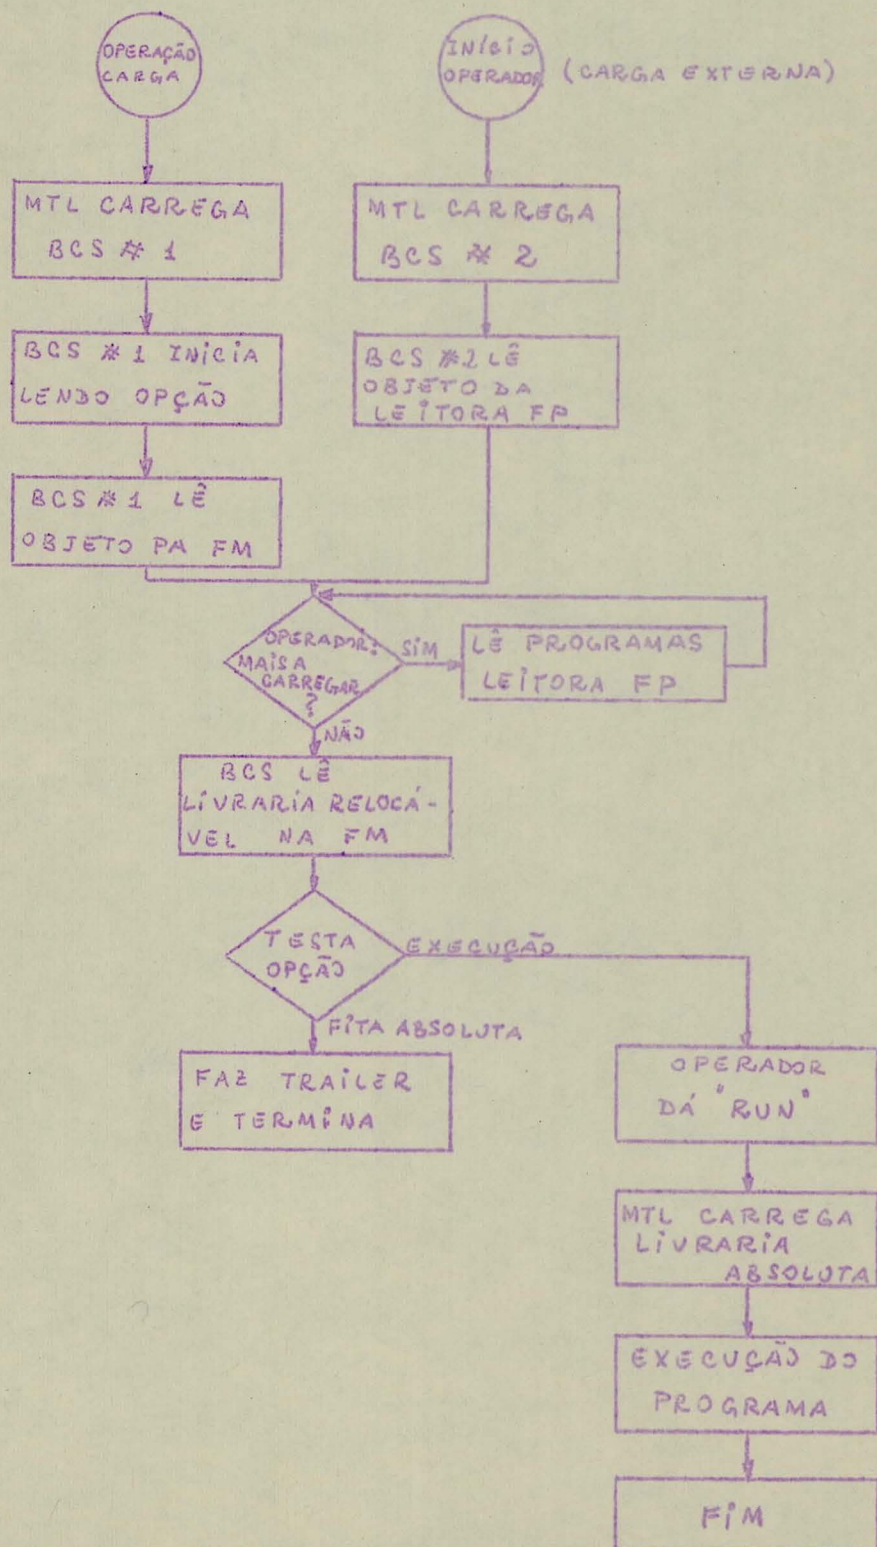 OPERAÇÃO
CARGA
INÍCIO
OPERADOR
(CARGA EXTERNA)
MTL CARREGA
BCS # 1
MTL CARREGA
BCS # 2
BCS # 1 INICIA
LENDO OPÇÃO
BCS #2 LÊ
OBJETO DA
LEITORA FP
BCS # 1 LÊ
OBJETO DA FM
OPERADOR:
MAIS A
CARREGAR
?
SIM
LÊ PROGRAMAS
LEITORA FP
NÃO
BCS LÊ
LIVRARIA RELOCÁ-
VEL NA FM
TESTA
OPÇÃO
EXECUÇÃO
FITA ABSOLUTA
FAZ TRAILER
E TERMINA
OPERADOR
DÁ "RUN"
MTL CARREGA
LIVRARIA
ABSOLUTA
EXECUÇÃO DO
PROGRAMA
FIM